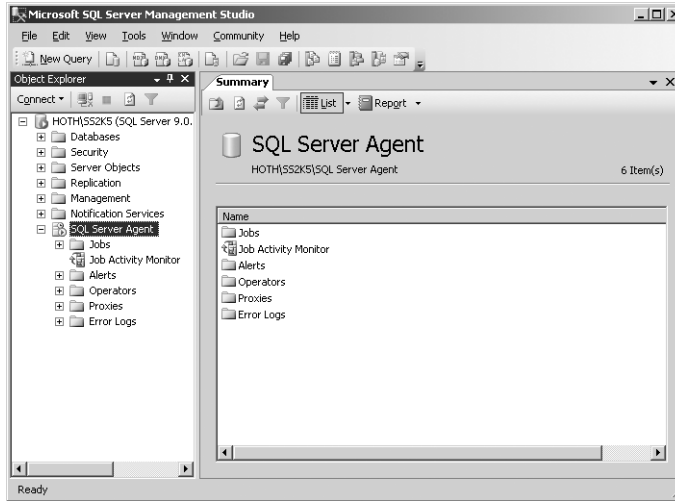 Microsoft SQL Server Management Studio
File Edit View Tools Window Community Help
New Query
Object Explorer
Connect
HOTH\SS2K5 (SQL Server 9.0.
Databases
Security
Server Objects
Replication
Management
Notification Services
SQL Server Agent
Jobs
Job Activity Monitor
Alerts
Operators
Proxies
Error Logs
Summary
List Report
SQL Server Agent
HOTH\SS2K5\SQL Server Agent 6 Item(s)
Name
Jobs
Job Activity Monitor
Alerts
Operators
Proxies
Error Logs
Ready